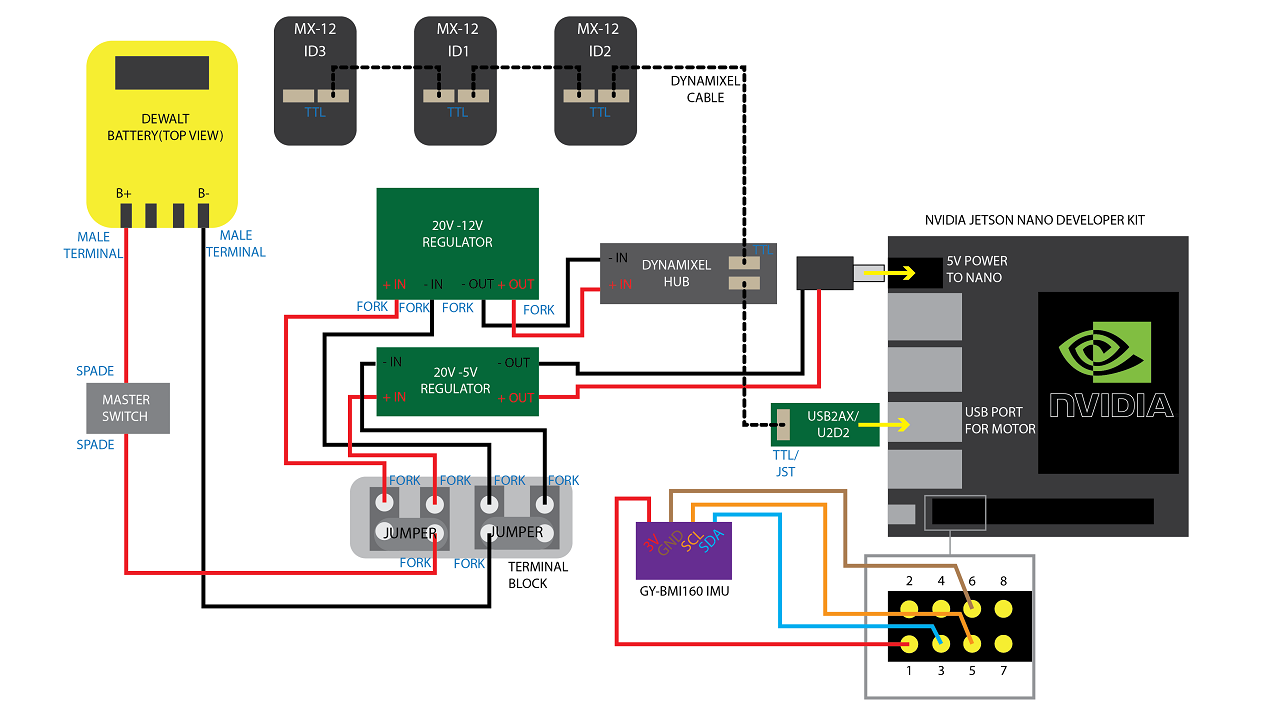 MX-12
ID3
TTL
MX-12
ID1
TTL
MX-12
ID2
TTL
DYNAMIXEL
CABLE
DEWALT
BATTERY(TOP VIEW)
B+
B-
MALE
TERMINAL
MALE
TERMINAL
20V -12V
REGULATOR
+ IN
- IN
- OUT
+ OUT
FORK
FORK
FORK
FORK
TTL
DYNAMIXEL
HUB
- IN
+ IN
NVIDIA JETSON NANO DEVELOPER KIT
5V POWER
TO NANO
NVIDIA
USB PORT
FOR MOTOR
20V -5V
REGULATOR
- IN
+ IN
- OUT
+ OUT
SPADE
MASTER
SWITCH
SPADE
USB2AX/
U2D2
TTL/
JST
FORK
FORK
FORK
FORK
JUMPER
JUMPER
FORK
FORK
TERMINAL
BLOCK
3V
GND
SCL
SDA
GY-BMI160 IMU
2 4 6 8
1 3 5 7